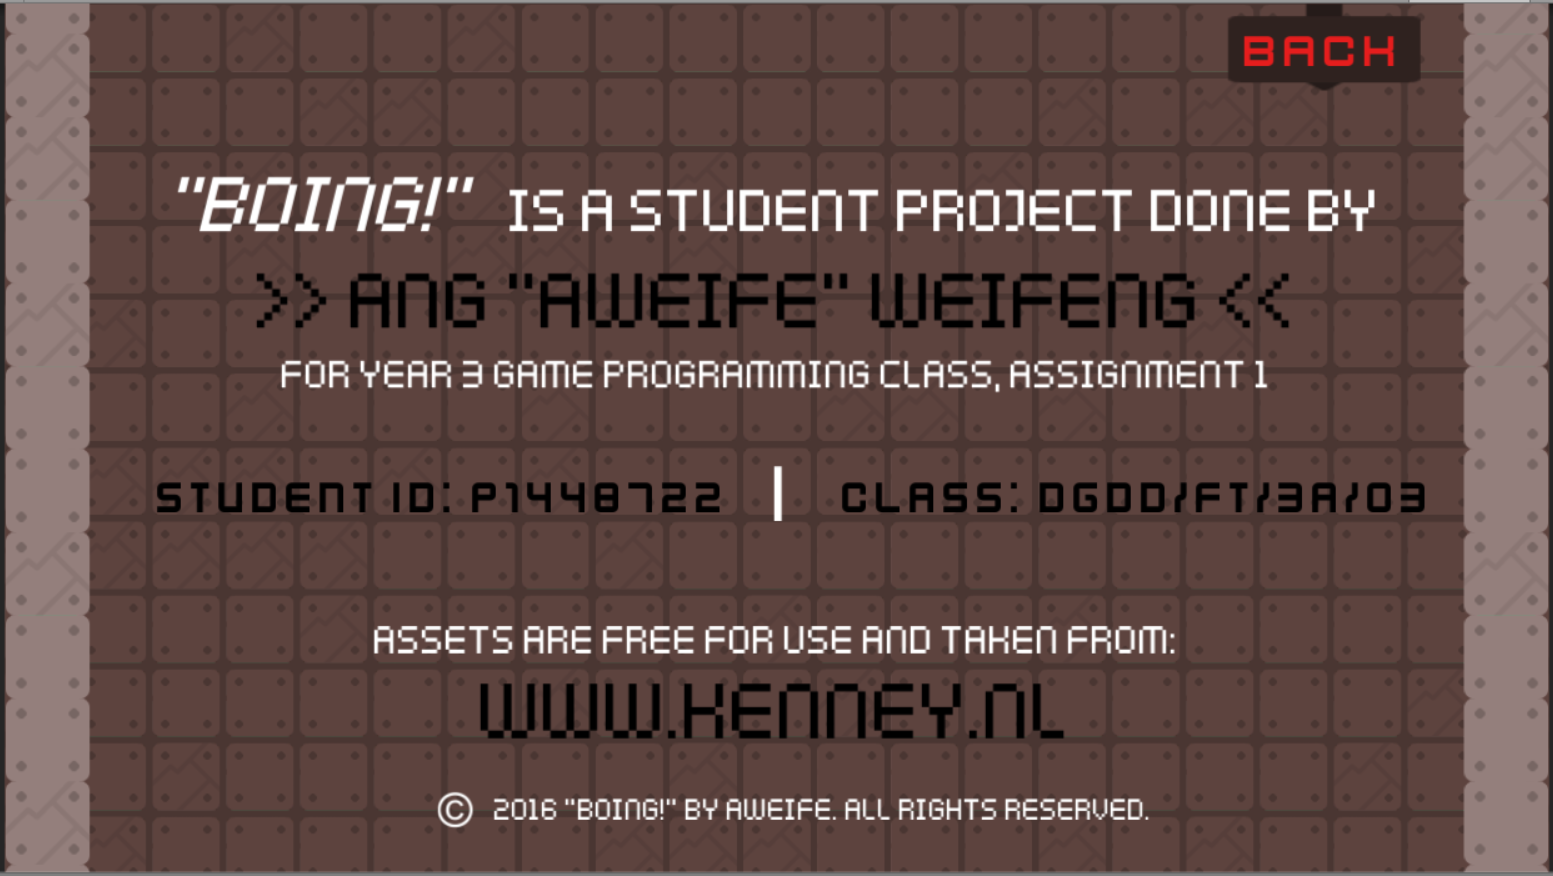 BACK
"BOING!" IS A STUDENT PROJECT DONE BY
>> ANG "AWEIFE" WEIFENG <<
FOR YEAR 3 GAME PROGRAMMING CLASS, ASSIGNMENT 1
STUDENT ID: P1448722 | CLASS: DGDD/FT/3A/03
ASSETS ARE FREE FOR USE AND TAKEN FROM:
WWW.KENNEY.NL
© 2016 "BOING!" BY AWEIFE. ALL RIGHTS RESERVED.